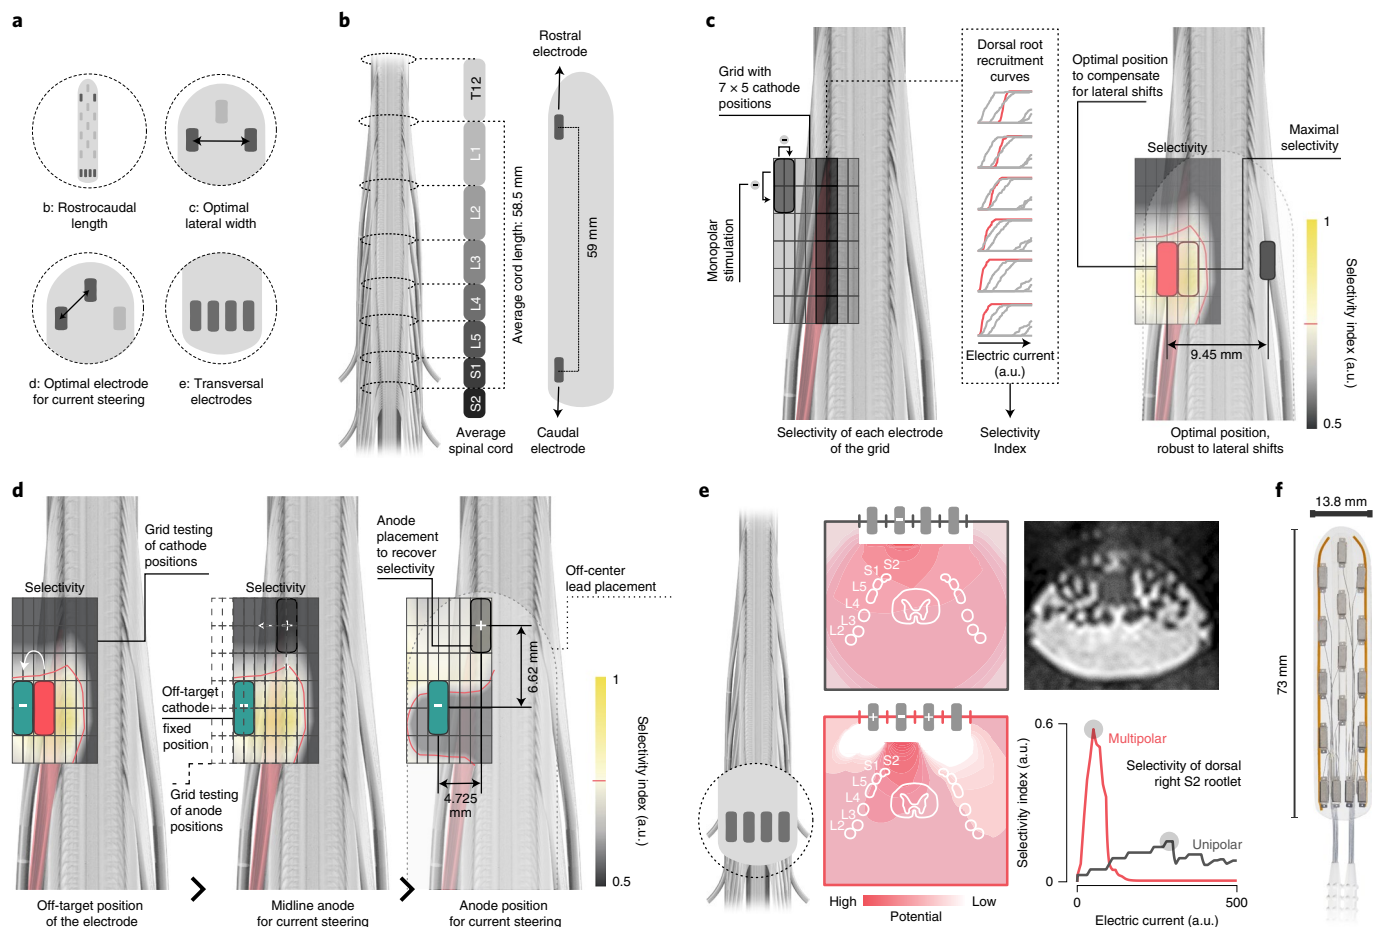 a
b: Rostrocaudal
length
c: Optimal
lateral width
d: Optimal electrode
for current steering
e: Transversal
electrodes
b
Rostral
electrode
T12
L1
L2
L3
L4
L5
S1
S2
Average cord length: 58.5 mm
59 mm
Average
spinal cord
Caudal
electrode
c
Grid with
7 × 5 cathode
positions
Monopolar
stimulation
Dorsal root
recruitment
curves
Electric current
(a.u.)
Selectivity of each electrode
of the grid
Selectivity
Index
Optimal position
to compensate
for lateral shifts
Selectivity
Maximal
selectivity
9.45 mm
1
Selectivity index (a.u.)
0.5
Optimal position,
robust to lateral shifts
d
Selectivity
Grid testing
of cathode
positions
Off-target
cathode
fixed
position
Grid testing
of anode
positions
Selectivity
Anode
placement
to recover
selectivity
Off-center
lead placement
6.62 mm
4.725
mm
1
Selectivity index (a.u.)
0.5
Off-target position
of the electrode
Midline anode
for current steering
Anode position
for current steering
e
S1 S2
L5
L4
L3
L2
S1 S2
L5
L4
L3
L2
High
Low
Potential
0.6
Multipolar
Selectivity of dorsal
right S2 rootlet
Unipolar
Selectivity index (a.u.)
0
0
500
Electric current (a.u.)
f
13.8 mm
73 mm